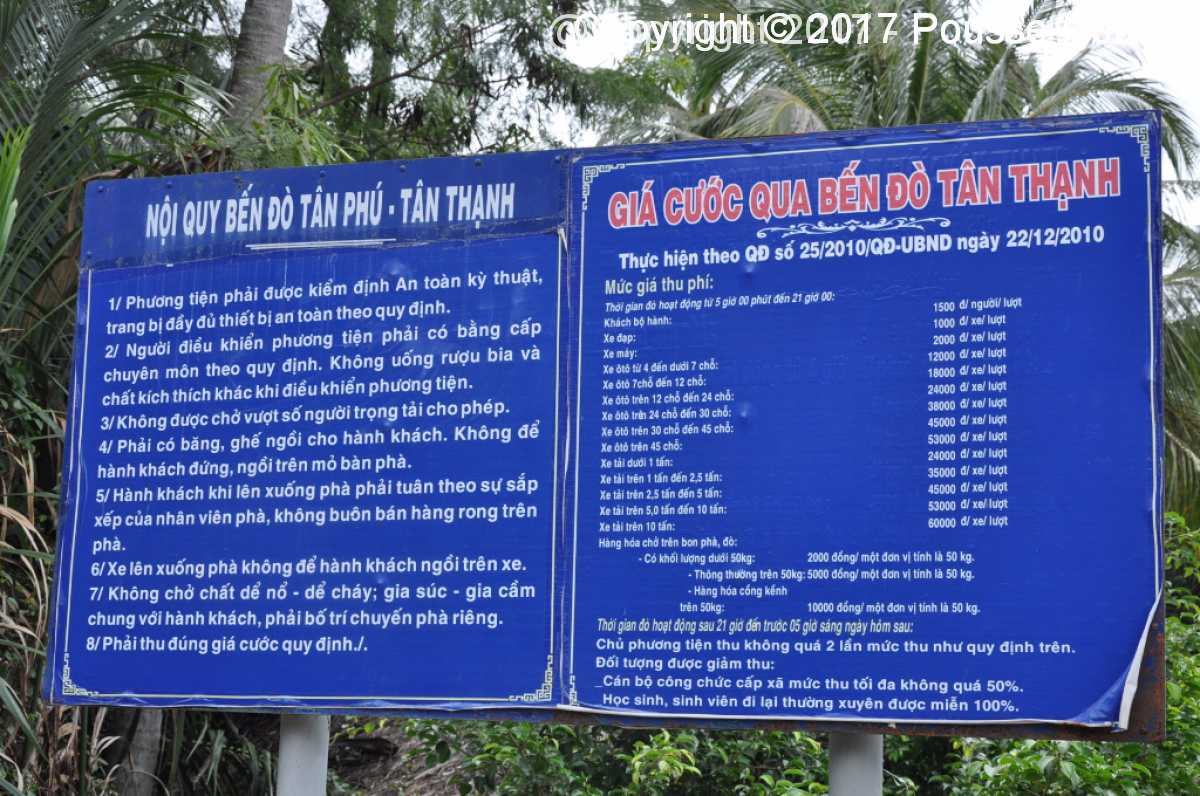 Copyright © 2017
NỘI QUY BẾN ĐÒ TÂN PHÚ - TÂN THẠNH
1/ Phương tiện phải được kiểm định An toàn kỹ thuật,
trang bị đầy đủ thiết bị an toàn theo quy định.
2/ Người điều khiển phương tiện phải có bằng cấp
chuyên môn theo quy định. Không uống rượu bia và
chất kích thích khác khi điều khiển phương tiện.
3/ Không được chở vượt số người trọng tải cho phép.
4/ Phải có băng, ghế ngồi cho hành khách. Không để
hành khách đứng, ngồi trên mỏ bàn phà.
5/ Hành khách khi lên xuống phà phải tuân theo sự sắp
xếp của nhân viên phà, không buôn bán hàng rong trên
phà.
6/ Xe lên xuống phà không để hành khách ngồi trên xe.
7/ Không chở chất dể nổ - dể cháy; gia súc - gia cầm
chung với hành khách, phải bố trí chuyến phà riêng.
8/ Phải thu đúng giá cước quy định./.
GIÁ CƯỚC QUA BẾN ĐÒ TÂN THẠNH
Thực hiện theo QĐ số 25/2010/QĐ-UBND ngày 22/12/2010
Mức giá thu phí:
Thời gian đò hoạt động từ 5 giờ 00 phút đến 21 giờ 00:
Khách bộ hành: 1500 đ/ người/ lượt
Xe đạp: 1000 đ/ xe/ lượt
Xe máy: 2000 đ/ xe/ lượt
Xe ôtô từ 4 đến dưới 7 chỗ: 12000 đ/ xe/ lượt
Xe ôtô 7chỗ đến 12 chỗ: 18000 đ/ xe/ lượt
Xe ôtô trên 12 chỗ đến 24 chỗ: 24000 đ/ xe/ lượt
Xe ôtô trên 24 chỗ đến 30 chỗ: 38000 đ/ xe/ lượt
Xe ôtô trên 30 chỗ đến 45 chỗ: 45000 đ/ xe/ lượt
Xe ôtô trên 45 chỗ: 53000 đ/ xe/ lượt
Xe tải dưới 1 tấn: 24000 đ/ xe/ lượt
Xe tải trên 1 tấn đến 2,5 tấn: 35000 đ/ xe/ lượt
Xe tải trên 2,5 tấn đến 5 tấn: 45000 đ/ xe/ lượt
Xe tải trên 5,0 tấn đến 10 tấn: 53000 đ/ xe/ lượt
Xe tải trên 10 tấn: 60000 đ/ xe/ lượt
Hàng hóa chở trên bon phà, đò:
- Có khối lượng dưới 50kg: 2000 đồng/ một đơn vị tính là 50 kg.
- Thông thường trên 50kg: 5000 đồng/ một đơn vị tính là 50 kg.
- Hàng hóa cồng kềnh
trên 50kg: 10000 đồng/ một đơn vị tính là 50 kg.
Thời gian đò hoạt động sau 21 giờ đến trước 05 giờ sáng ngày hôm sau:
Chủ phương tiện thu không quá 2 lần mức thu như quy định trên.
Đối tượng được giảm thu:
_Cán bộ công chức cấp xã mức thu tối đa không quá 50%.
_Học sinh, sinh viên đi lại thường xuyên được miễn 100%.